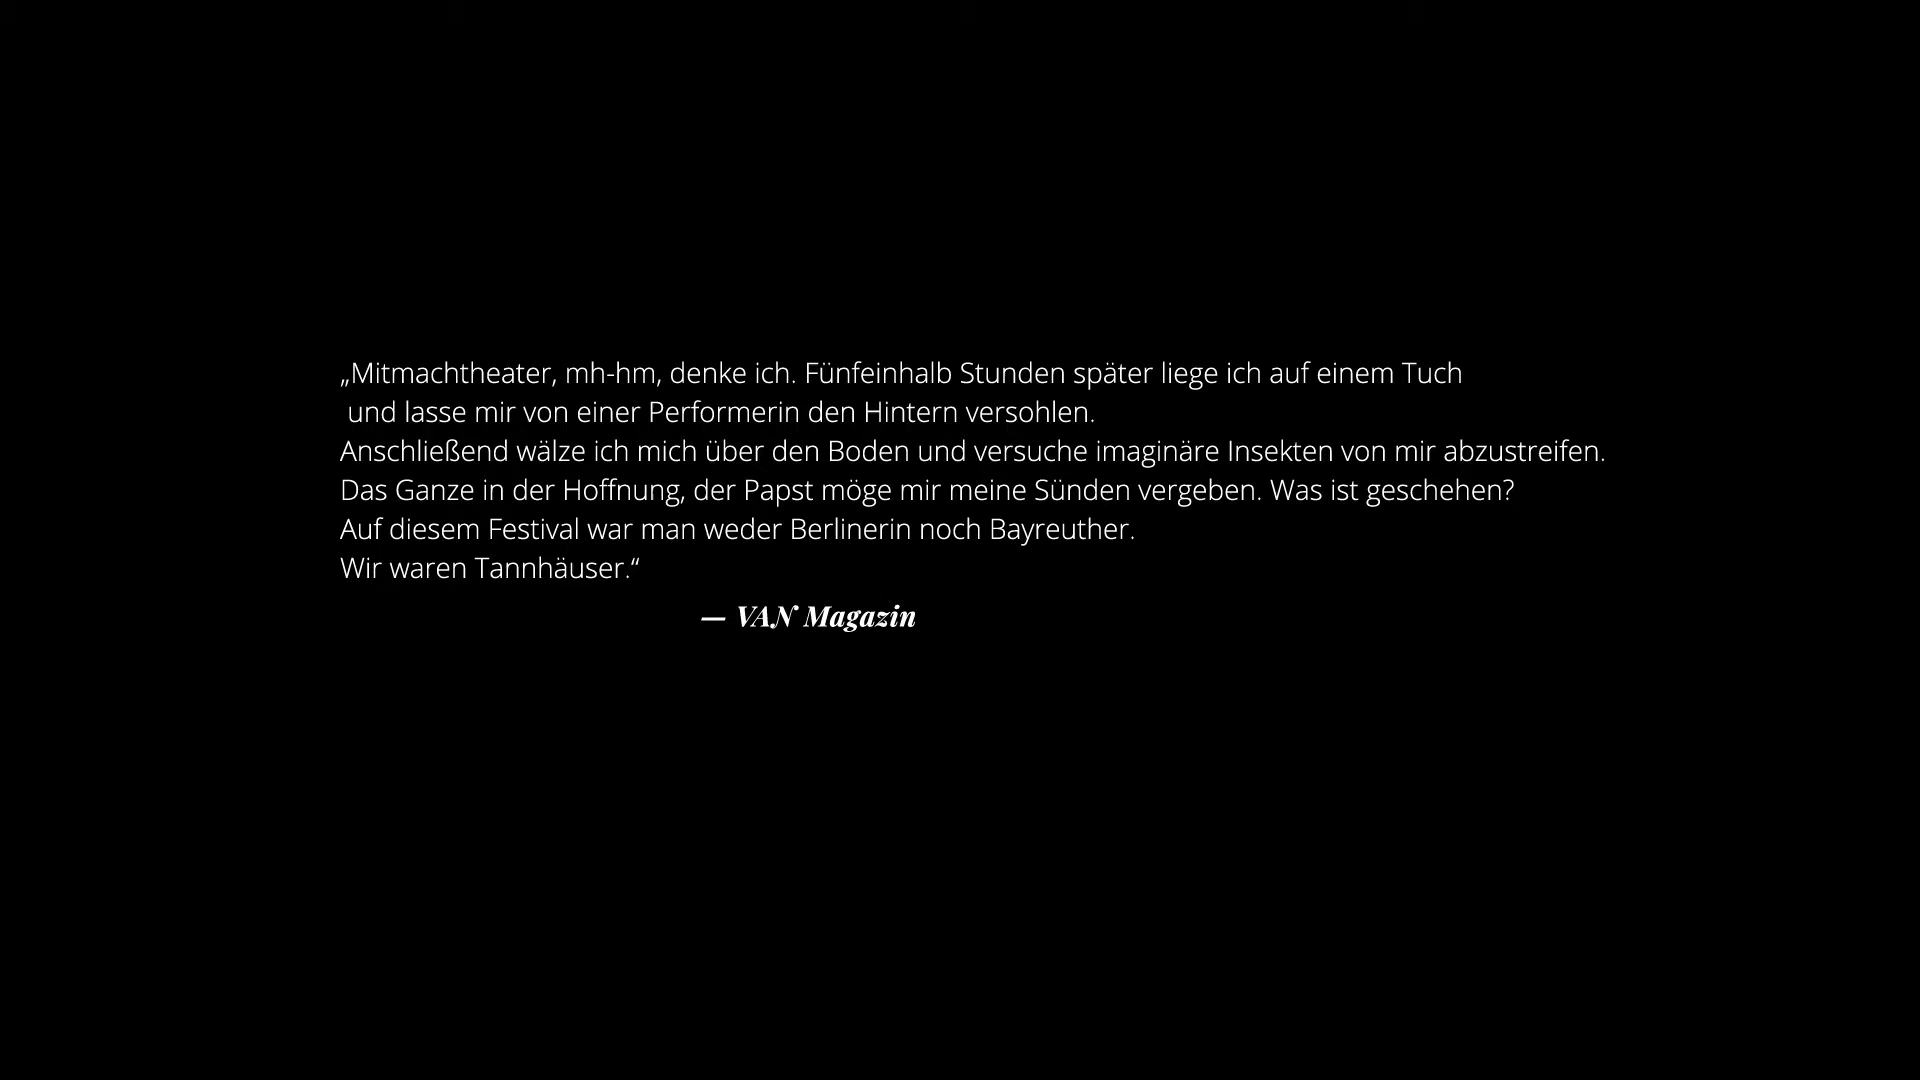 „Mitmachtheater, mh-hm, denke ich. Fünfeinhalb Stunden später liege ich auf einem Tuch
und lasse mir von einer Performerin den Hintern versohlen.
Anschließend wälze ich mich über den Boden und versuche imaginäre Insekten von mir abzustreifen.
Das Ganze in der Hoffnung, der Papst möge mir meine Sünden vergeben. Was ist geschehen?
Auf diesem Festival war man weder Berlinerin noch Bayreuther.
Wir waren Tannhäuser.“
— VAN Magazin